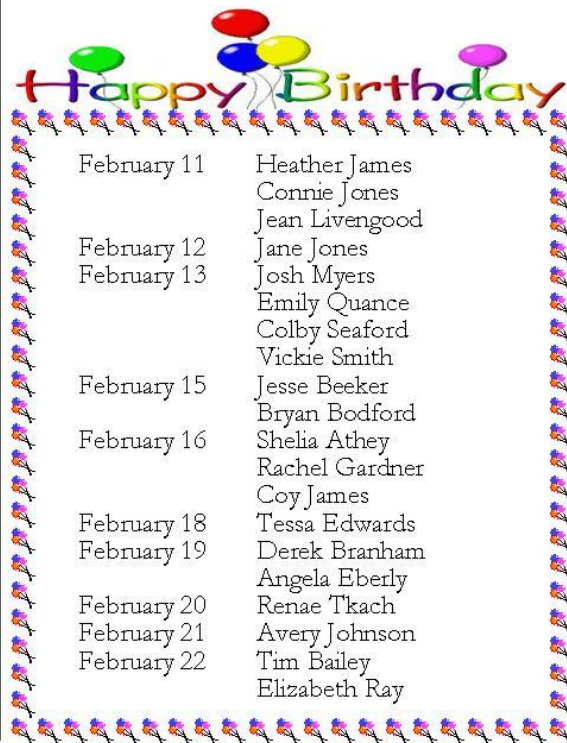 Happy Birthday
February 11 Heather James
Connie Jones
Jean Livengood
February 12 Jane Jones
February 13 Josh Myers
Emily Quance
Colby Seaford
Vickie Smith
February 15 Jesse Beeker
Bryan Bodford
February 16 Shelia Athey
Rachel Gardner
Coy James
February 18 Tessa Edwards
February 19 Derek Branham
Angela Eberly
February 20 Renae Tkach
February 21 Avery Johnson
February 22 Tim Bailey
Elizabeth Ray